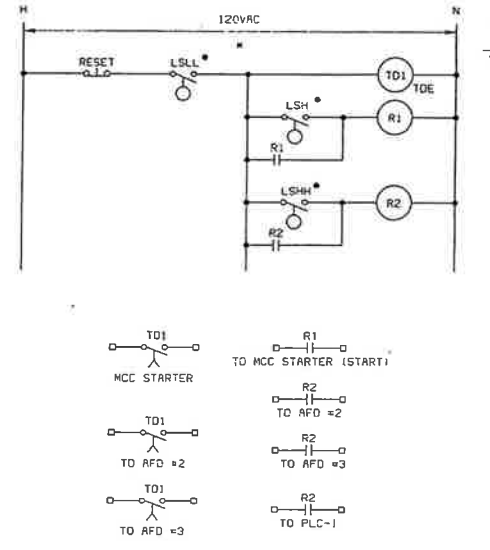 H
N
120VAC
*
RESET
LSLL *
TD1
TDE
LSH *
R1
R1
LSHH *
R2
R2
TD1
MCC STARTER
R1
TO MCC STARTER (START)
R2
TO AFD #2
TD1
TO AFD #2
R2
TO AFD #3
TD1
TO AFD #3
R2
TO PLC-1